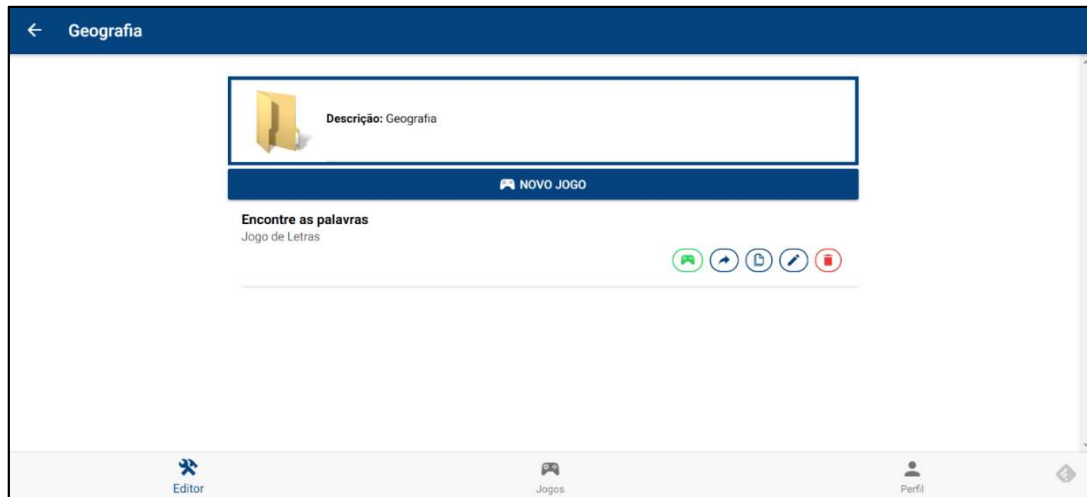 Geografia
Descrição: Geografia
NOVO JOGO
Encontre as palavras
Jogo de Letras
Editor
Jogos
Perfil